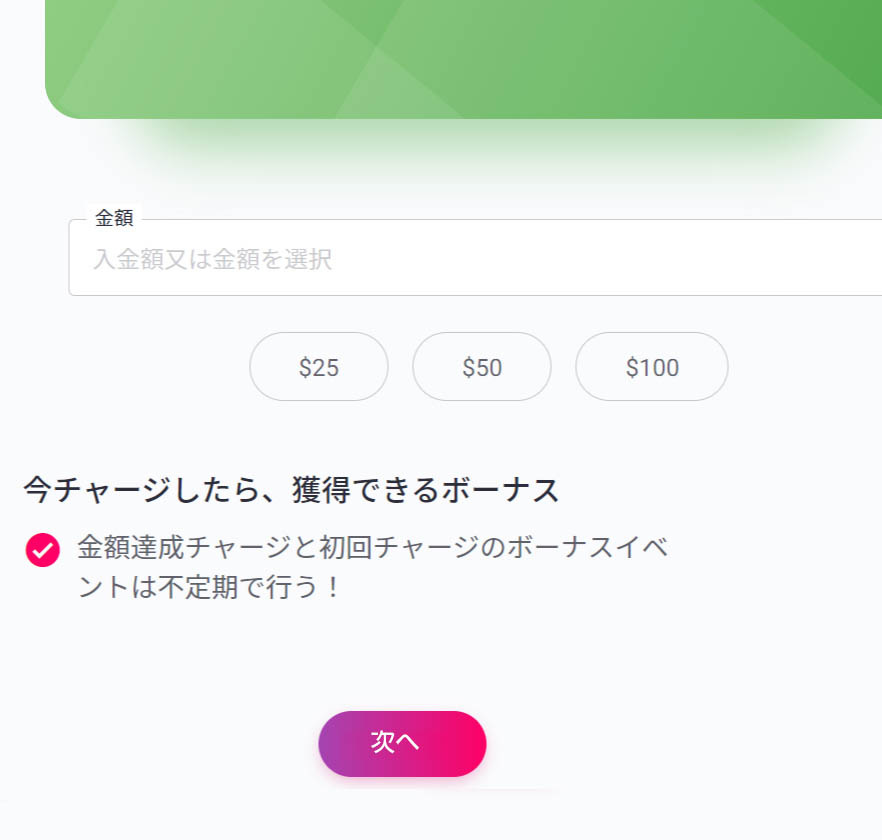 金額
入金額又は金額を選択
$25 $50 $100
今チャージしたら、獲得できるボーナス
金額達成チャージと初回チャージのボーナスイベ
ントは不定期で行う！
次へ